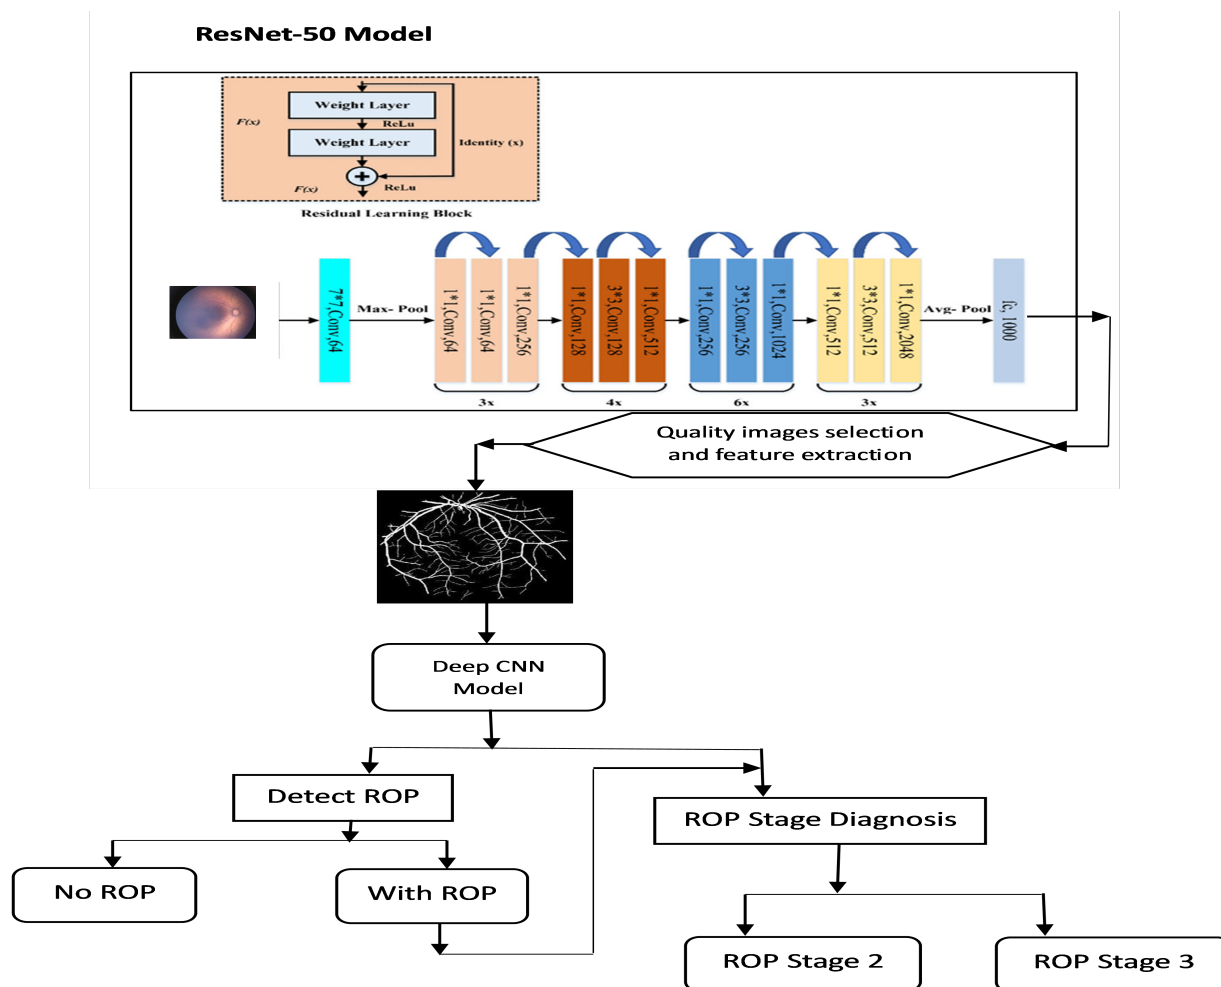 ResNet-50 Model
Weight Layer
F(x)
ReLu
Weight Layer
Identity (x)
+
F(x)
ReLu
Residual Learning Block
7*7,Conv,64
Max- Pool
1*1,Conv,64
1*1,Conv,64
1*1,Conv,256
3x
1*1,Conv,128
3*3,Conv,128
1*1,Conv,512
4x
1*1,Conv,256
3*3,Conv,256
1*1,Conv,1024
6x
1*1,Conv,512
3*3,Conv,512
1*1,Conv,2048
3x
Avg- Pool
fc, 1000
Quality images selection
and feature extraction
Deep CNN
Model
Detect ROP
ROP Stage Diagnosis
No ROP
With ROP
ROP Stage 2
ROP Stage 3